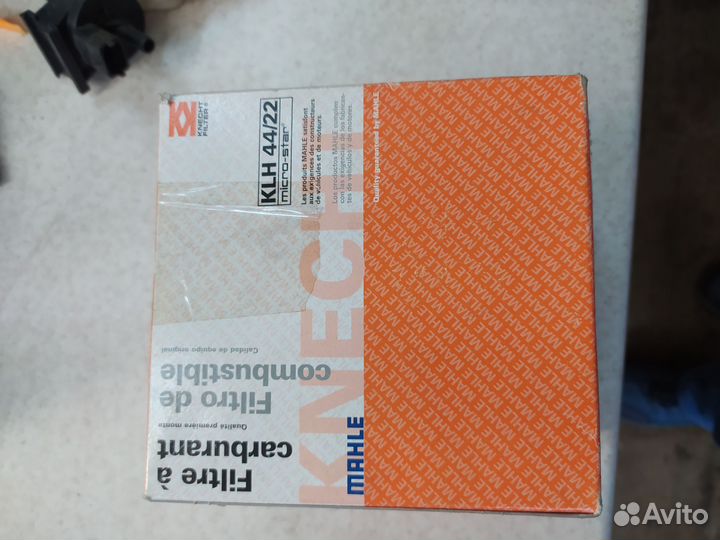 KNECHT
FILTER®
KLH 44/22
micro-star®
Les produits MAHLE satisfont
aux exigences des constructeurs
de véhicules et de moteurs.
Los productos MAHLE cumplen
con las exigencias de los fabrican-
tes de vehículos y de motores.
Quality guaranteed by MAHLE
KNECHT
MAHLE
Filtre à
carburant
Qualité première monte
Filtro de
combustible
Calidad de equipo original
Avito